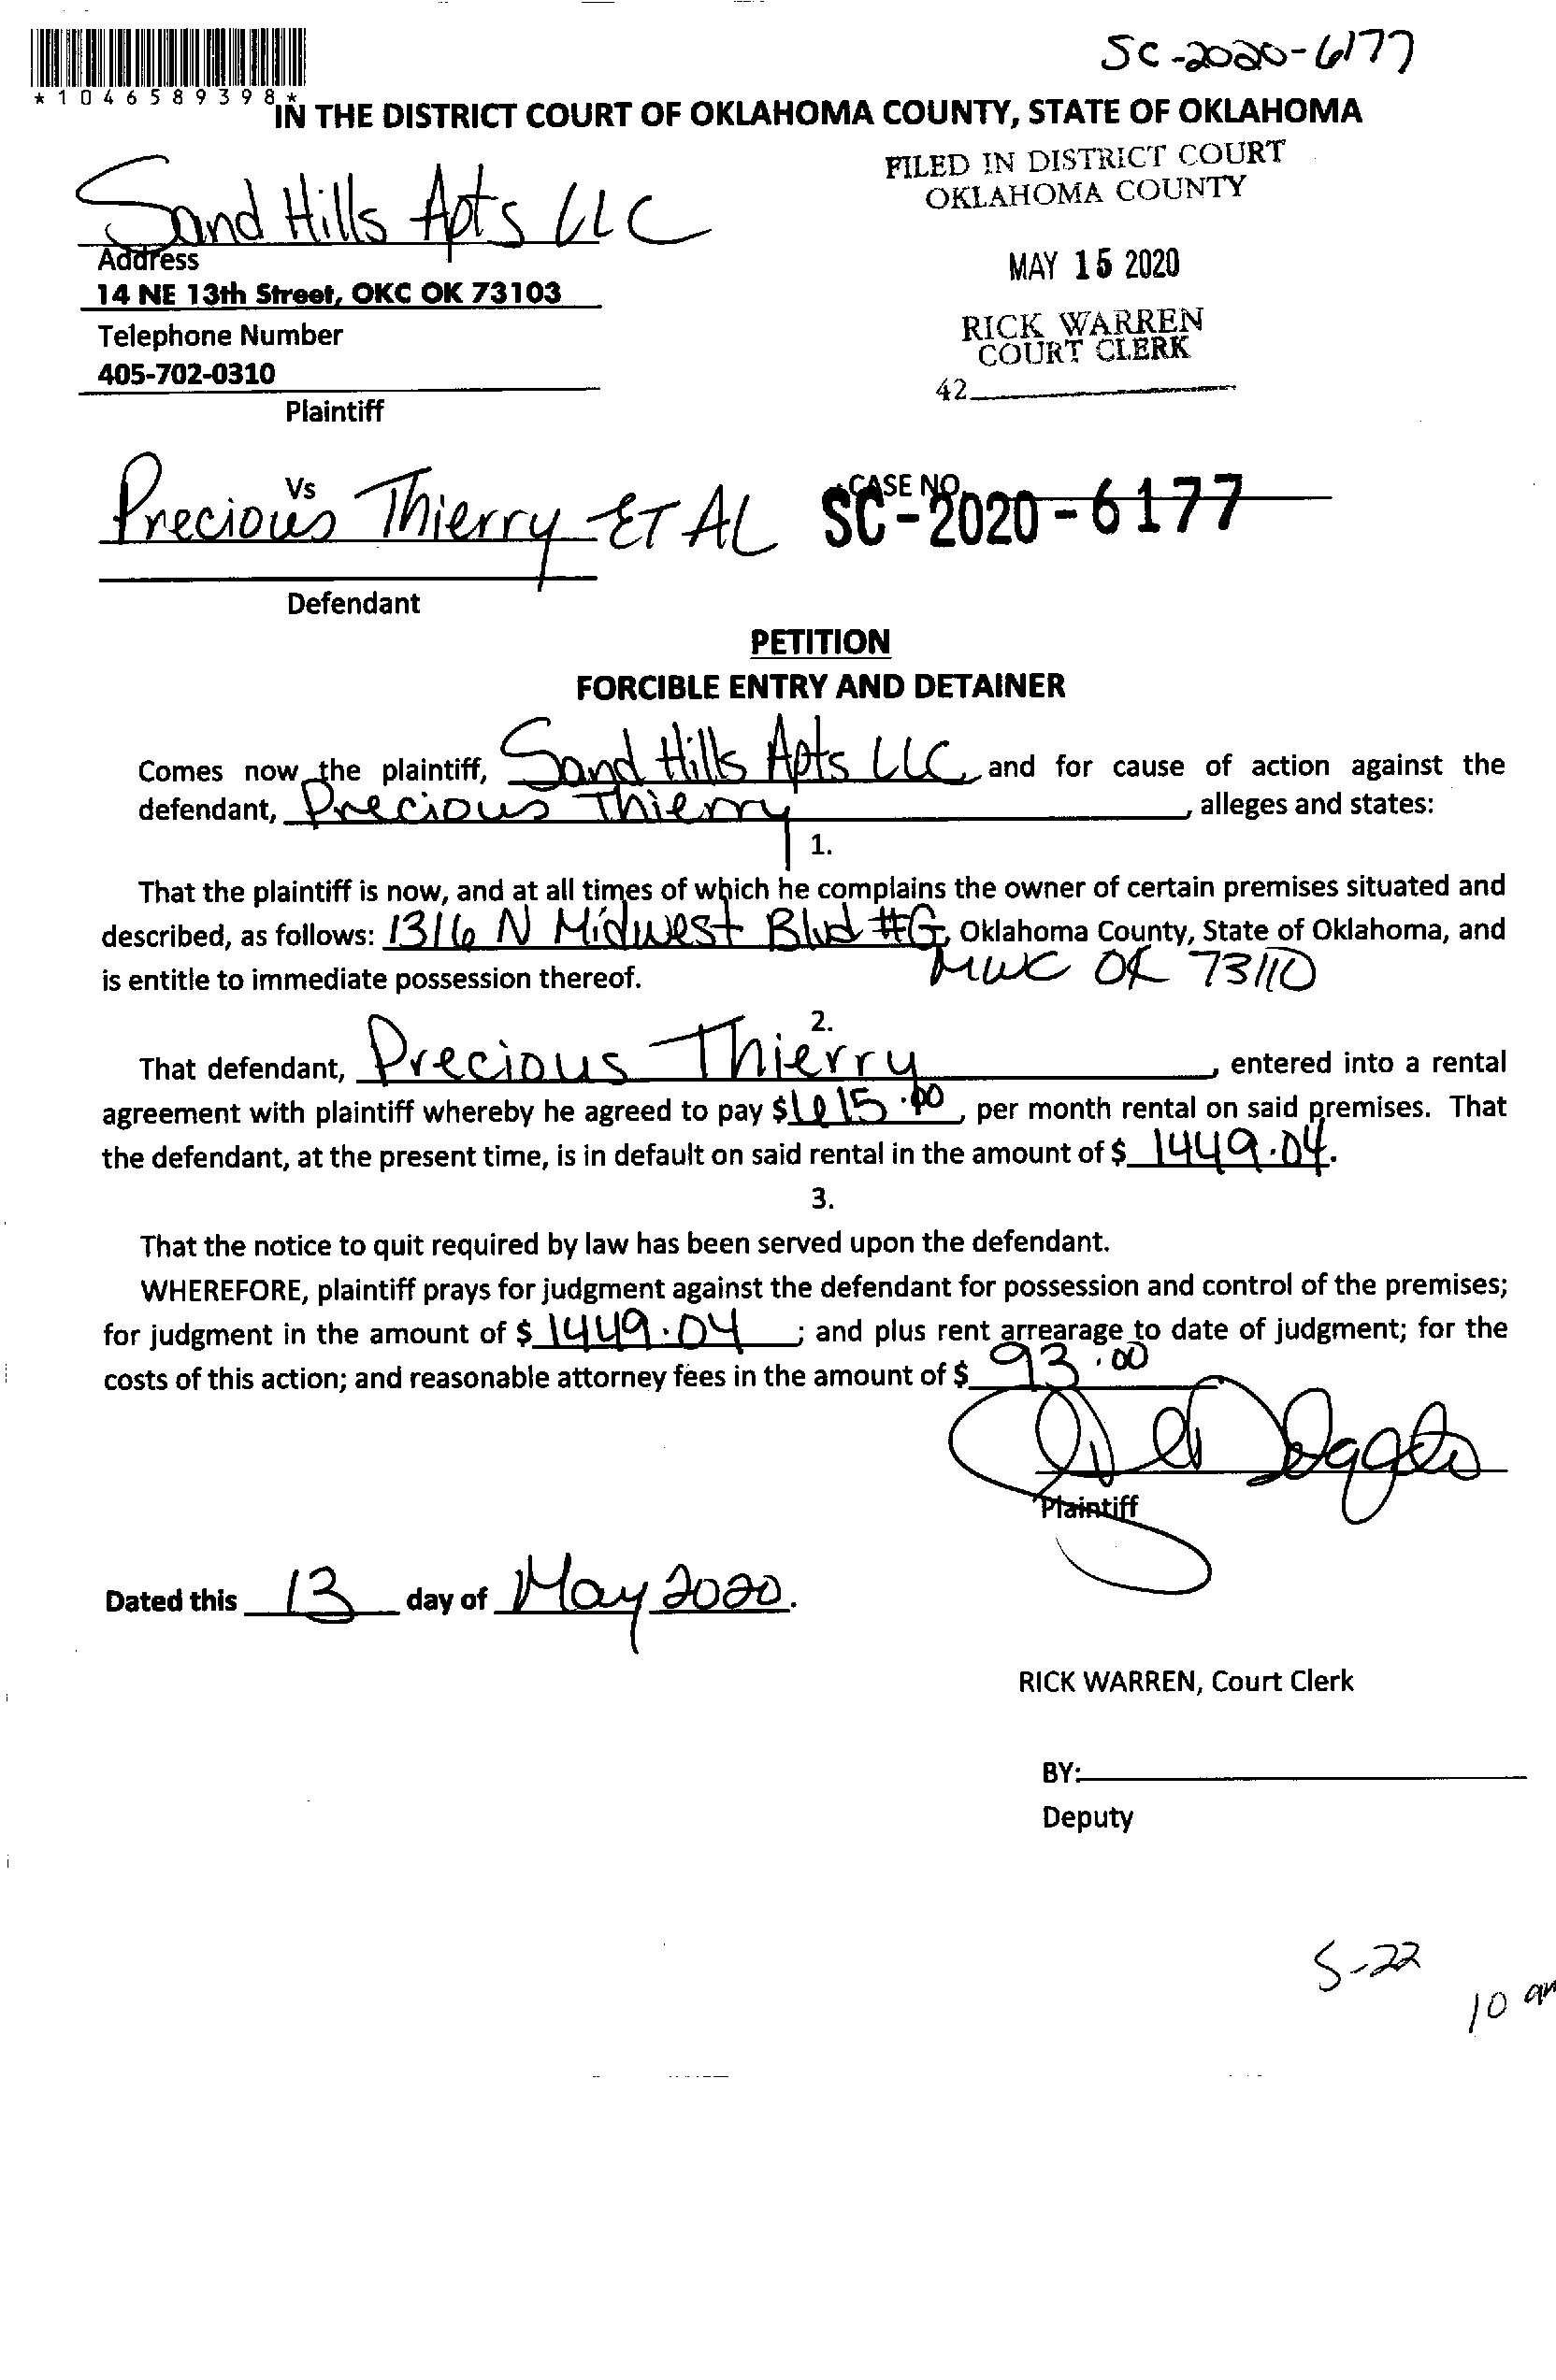 SC-2020-6177
*1046589398*
IN THE DISTRICT COURT OF OKLAHOMA COUNTY, STATE OF OKLAHOMA
FILED IN DISTRICT COURT
OKLAHOMA COUNTY
MAY 15 2020
RICK WARREN
COURT CLERK
42
Sand Hills Apts LLC
Address
14 NE 13th Street, OKC OK 73103
Telephone Number
405-702-0310
Plaintiff
Vs
Precious Thierry ET AL
CASE NO.
SC-2020-6177
Defendant
PETITION
FORCIBLE ENTRY AND DETAINER
Comes now the plaintiff, Sand Hills Apts LLC, and for cause of action against the
defendant, Precious Thierry, alleges and states:
1.
That the plaintiff is now, and at all times of which he complains the owner of certain premises situated and
described, as follows: 1316 N Midwest Blvd #G, Oklahoma County, State of Oklahoma, and
MWC OK 73110
is entitle to immediate possession thereof.
2.
That defendant, Precious Thierry, entered into a rental
agreement with plaintiff whereby he agreed to pay $615.00, per month rental on said premises. That
the defendant, at the present time, is in default on said rental in the amount of $ 1449.04.
3.
That the notice to quit required by law has been served upon the defendant.
WHEREFORE, plaintiff prays for judgment against the defendant for possession and control of the premises;
for judgment in the amount of $ 1449.04; and plus rent arrearage to date of judgment; for the
costs of this action; and reasonable attorney fees in the amount of $ 93.00
Plaintiff
Dated this 13 day of May 2020.
RICK WARREN, Court Clerk
BY:
Deputy
5-22
10 am